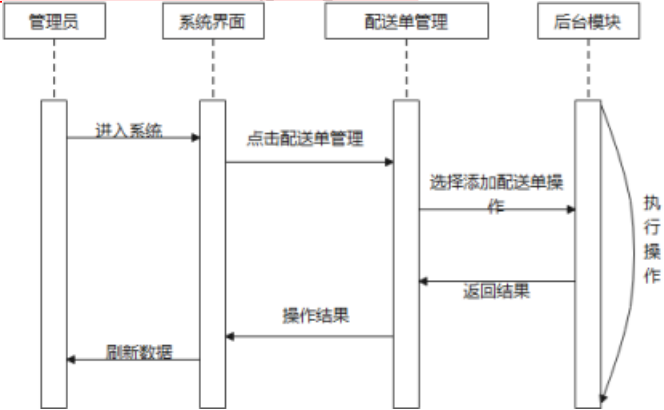 管理员
系统界面
配送单管理
后台模块
进入系统
点击配送单管理
选择添加配送单操
作
执
行
操
作
返回结果
操作结果
刷新数据